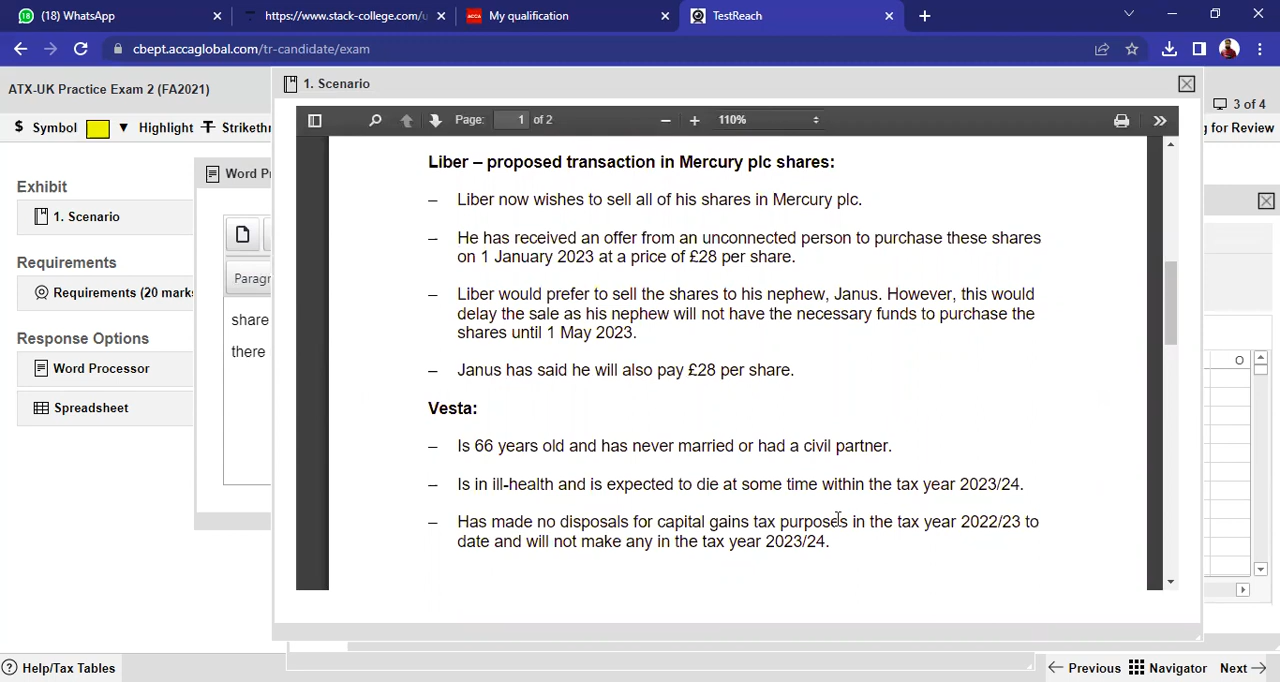 (18) WhatsApp
https://www.stack-college.com/u
ACCA My qualification
TestReach
cbept.accaglobal.com/tr-candidate/exam
ATX-UK Practice Exam 2 (FA2021)
1. Scenario
3 of 4
$ Symbol Highlight T Strikethr
g for Review
Page: 1 of 2
110%
Exhibit
1. Scenario
Requirements
Requirements (20 mark
Response Options
Word Processor
Spreadsheet
Word P
Paragr
share
there
O
Liber – proposed transaction in Mercury plc shares:
– Liber now wishes to sell all of his shares in Mercury plc.
– He has received an offer from an unconnected person to purchase these shares
on 1 January 2023 at a price of £28 per share.
– Liber would prefer to sell the shares to his nephew, Janus. However, this would
delay the sale as his nephew will not have the necessary funds to purchase the
shares until 1 May 2023.
– Janus has said he will also pay £28 per share.
Vesta:
– Is 66 years old and has never married or had a civil partner.
– Is in ill-health and is expected to die at some time within the tax year 2023/24.
– Has made no disposals for capital gains tax purposes in the tax year 2022/23 to
date and will not make any in the tax year 2023/24.
Help/Tax Tables
Previous
Navigator
Next